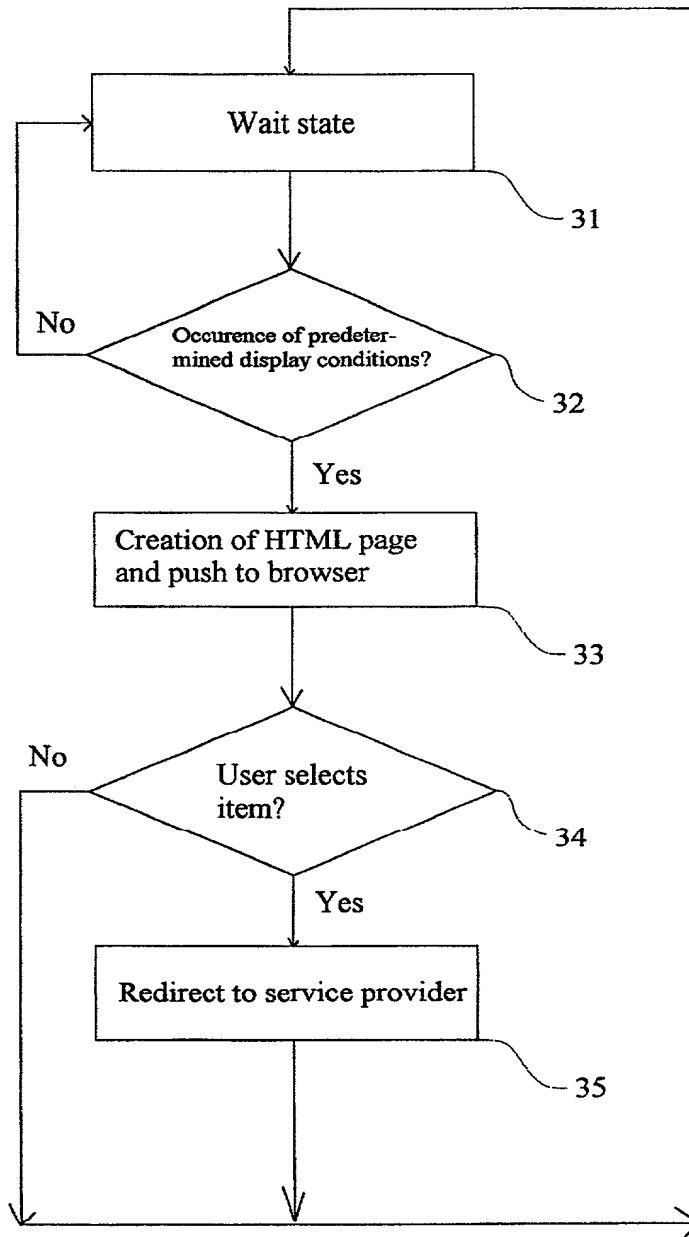 Wait state
31
No
Occurence of predeter-
mined display conditions?
32
Yes
Creation of HTML page
and push to browser
33
No
User selects
item?
34
Yes
Redirect to service provider
35